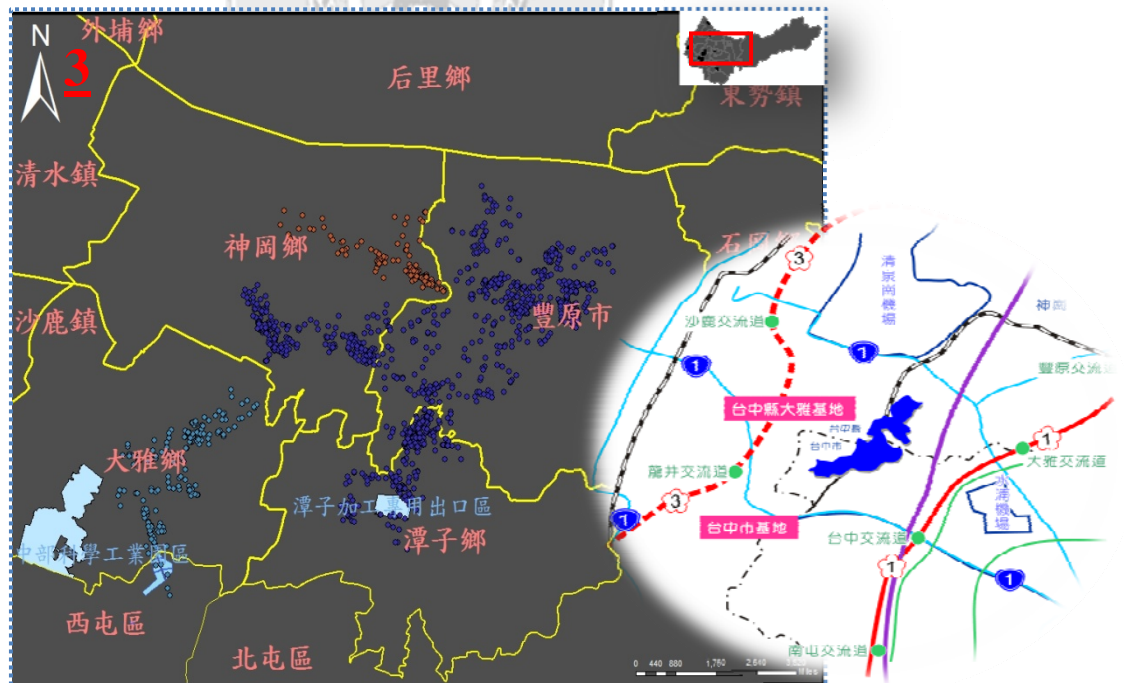 N
3
外埔鄉
后里鄉
東勢鎮
清水鎮
神岡鄉
石岡
沙鹿鎮
豐原市
大雅鄉
潭子加工專用出口區
潭子鄉
中部科學工業園區
西屯區
北屯區
0 440 880 1,760 2,640
Miles
3
清泉崗機場
神岡
沙鹿交流道
1
1
豐原交流道
台中縣大雅基地
台中縣
台中市
1
大雅交流道
龍井交流道
3
水湳機場
1
台中市基地
台中交流道
1
1
南屯交流道
1